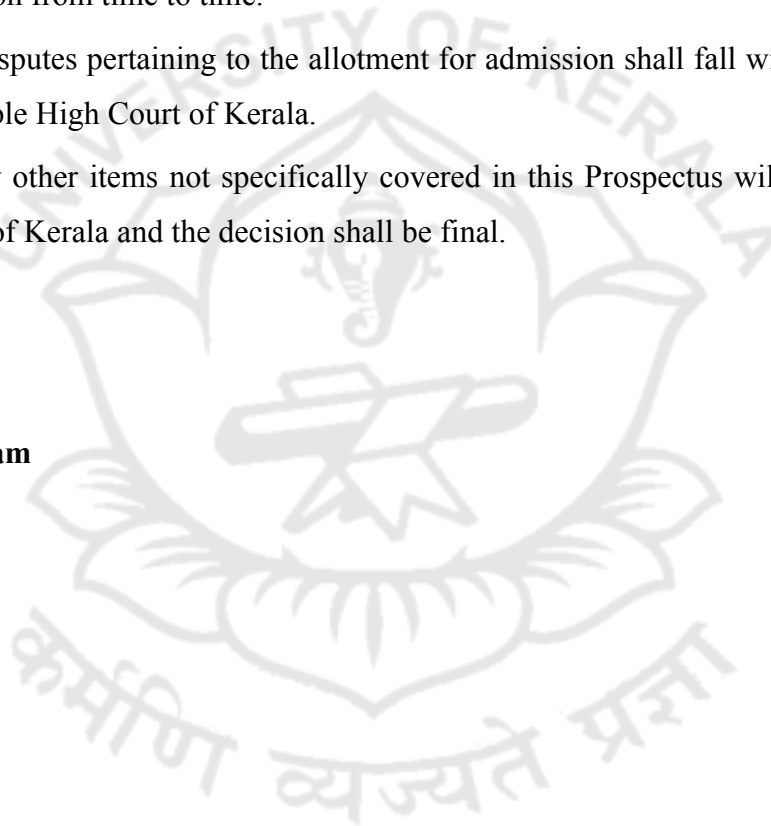 on from time to time.
sputes pertaining to the allotment for admission shall fall wi
ble High Court of Kerala.
other items not specifically covered in this Prospectus wil
of Kerala and the decision shall be final.
am
UNIVERSITY OF KERALA
कर्मणि व्यज्यते प्रज्ञा